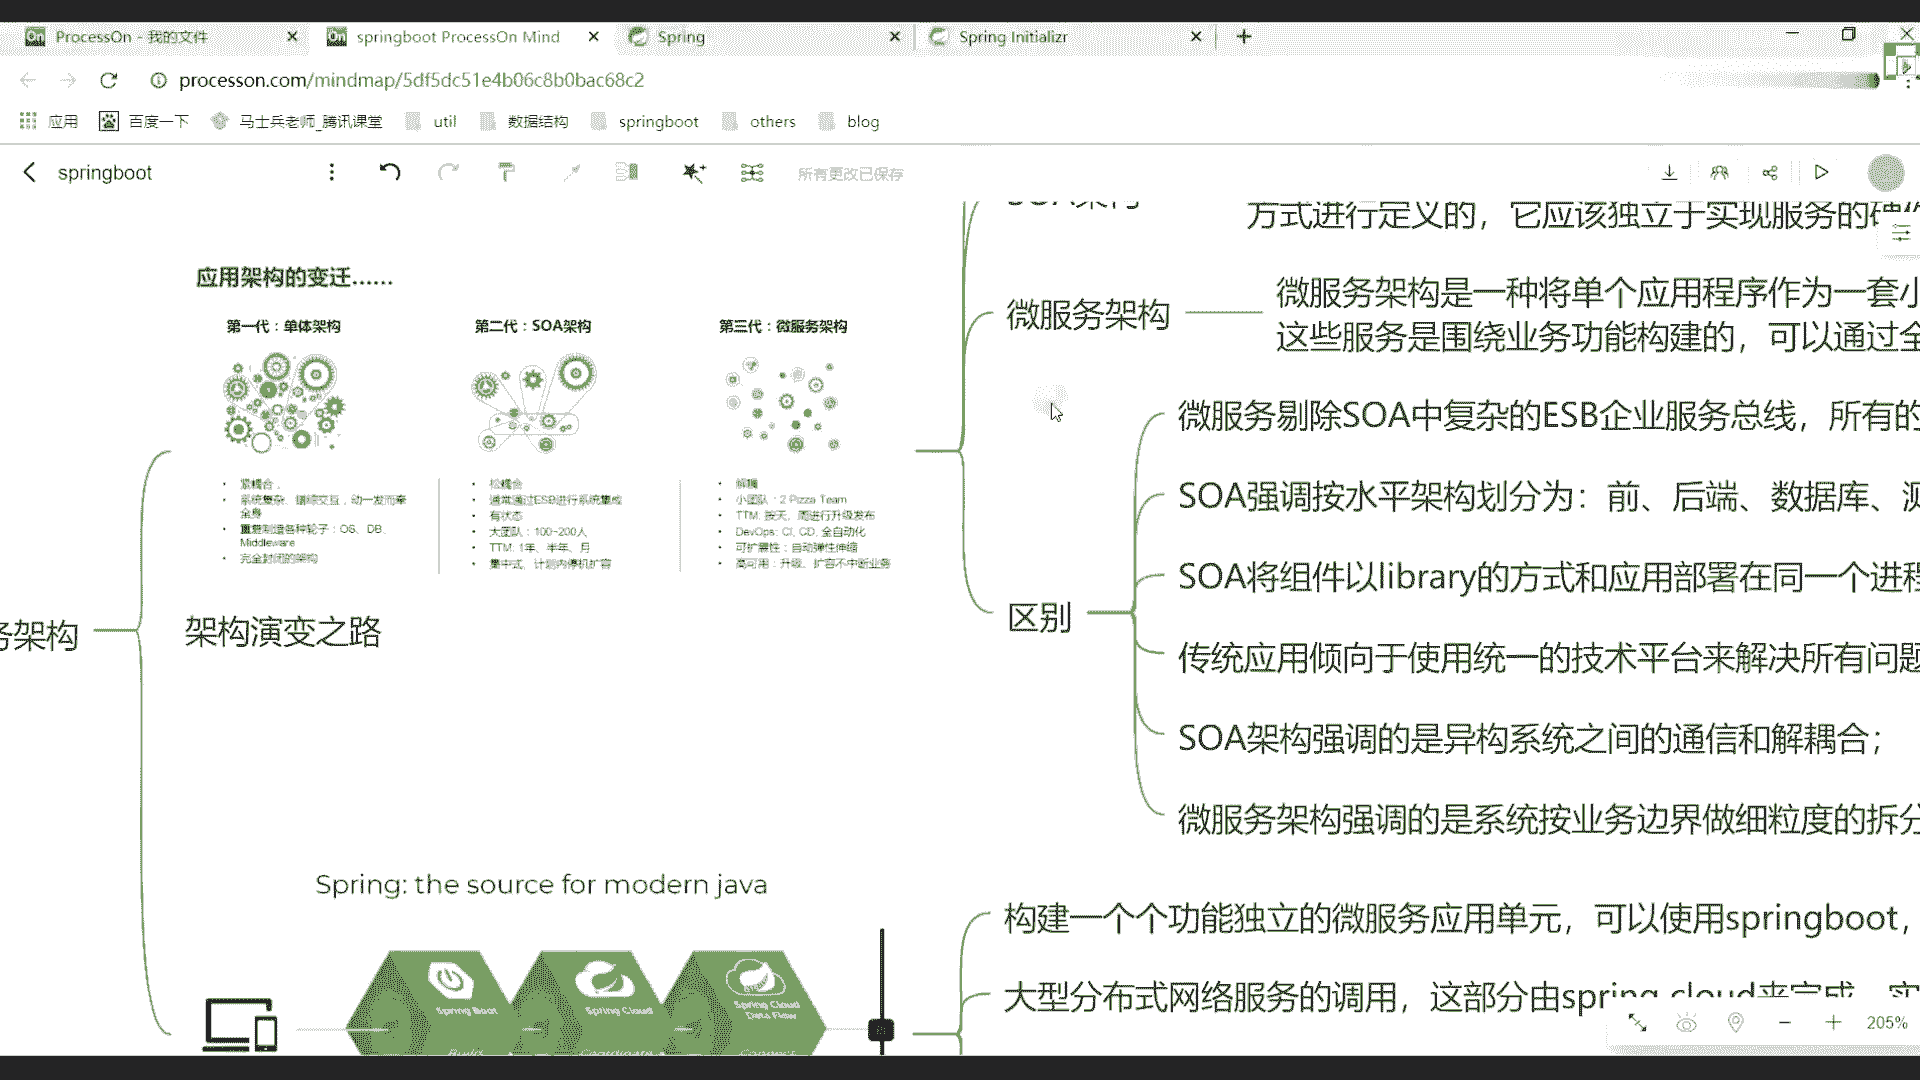 ProcessOn - 我的文件
springboot ProcessOn Mind
Spring
Spring Initializr
processon.com/mindmap/5df5dc51e4b06c8b0bac68c2
应用
百度一下
马士兵老师_腾讯课堂
util
数据结构
springboot
others
blog
springboot
所有更改已保存
SOA架构
方式进行定义的，它应该独立于实现服务的硬件
应用架构的变迁......
第一代：单体架构
第二代：SOA架构
第三代：微服务架构
微服务架构
微服务架构是一种将单个应用程序作为一套小
这些服务是围绕业务功能构建的，可以通过全
紧耦合，
系统复杂、错综交互，动一发而牵
全身
重复制造各种轮子：OS、DB、
Middleware
完全封闭的架构
松耦合
通常通过ESB进行系统集成
有状态
大团队：100~200人
TTM: 1年、半年、月
集中式、计划内停机扩容
解耦
小团队：2 Pizza Team
TTM: 按天、周进行升级发布
DevOps: CI, CD, 全自动化
可扩展性：自动弹性伸缩
高可用：升级、扩容不中断业务
区别
微服务剔除SOA中复杂的ESB企业服务总线，所有的
SOA强调按水平架构划分为：前、后端、数据库、测
SOA将组件以library的方式和应用部署在同一个进程
传统应用倾向于使用统一的技术平台来解决所有问题
SOA架构强调的是异构系统之间的通信和解耦合；
微服务架构强调的是系统按业务边界做细粒度的拆分
务架构
架构演变之路
Spring: the source for modern java
Spring Boot
Spring Cloud
Spring Cloud
Data Flow
构建一个个功能独立的微服务应用单元，可以使用springboot，
大型分布式网络服务的调用，这部分由spring cloud来完成，实
205%